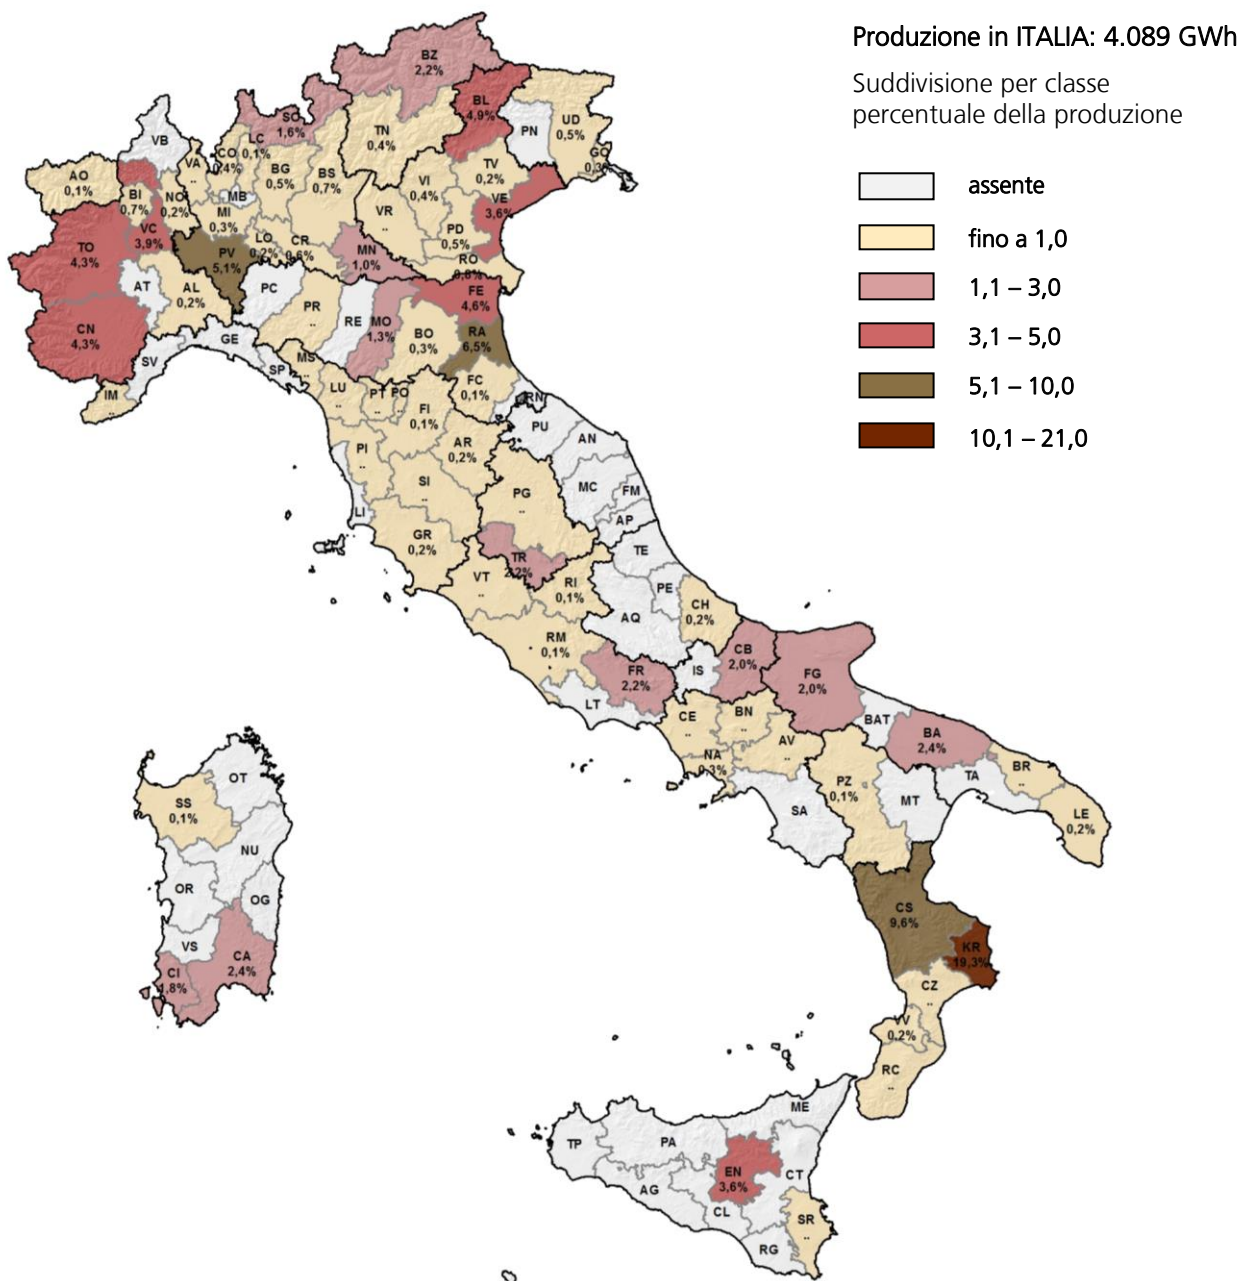 Produzione in ITALIA: 4.089 GWh
Suddivisione per classe
percentuale della produzione
assente
fino a 1,0
1,1 – 3,0
3,1 – 5,0
5,1 – 10,0
10,1 – 21,0
BZ
2,2%
BL
4,9%
SO
1,6%
TN
0,4%
PN
UD
0,5%
GO
VB
VA
..
CO
LC
0,1%
BG
0,5%
BS
0,7%
VI
0,4%
TV
0,2%
VE
3,6%
AO
0,1%
BI
0,7%
NO
0,2%
MB
MI
0,3%
VR
..
PD
0,5%
VC
3,9%
TO
4,3%
PV
5,1%
LO
0,2%
CR
0,6%
MN
1,0%
RO
0,8%
AT
AL
0,2%
PC
PR
..
RE
MO
1,3%
FE
4,6%
BO
0,3%
RA
6,5%
CN
4,3%
GE
SV
SP
MS
..
IM
..
LU
..
PT
..
PO
..
FC
0,1%
RN
FI
0,1%
PU
AN
AR
0,2%
PI
..
SI
..
PG
..
MC
FM
AP
LI
GR
0,2%
TR
2,2%
TE
VT
..
RI
0,1%
PE
AQ
CH
0,2%
RM
0,1%
FR
2,2%
IS
CB
2,0%
FG
2,0%
LT
CE
..
BN
..
BAT
BA
2,4%
AV
..
NA
0,3%
BR
..
TA
PZ
0,1%
MT
SA
LE
0,2%
OT
SS
0,1%
NU
OR
OG
VS
CA
2,4%
CI
1,8%
CS
9,6%
KR
19,3%
CZ
..
VV
0,2%
RC
..
ME
TP
PA
EN
3,6%
CT
AG
CL
SR
..
RG